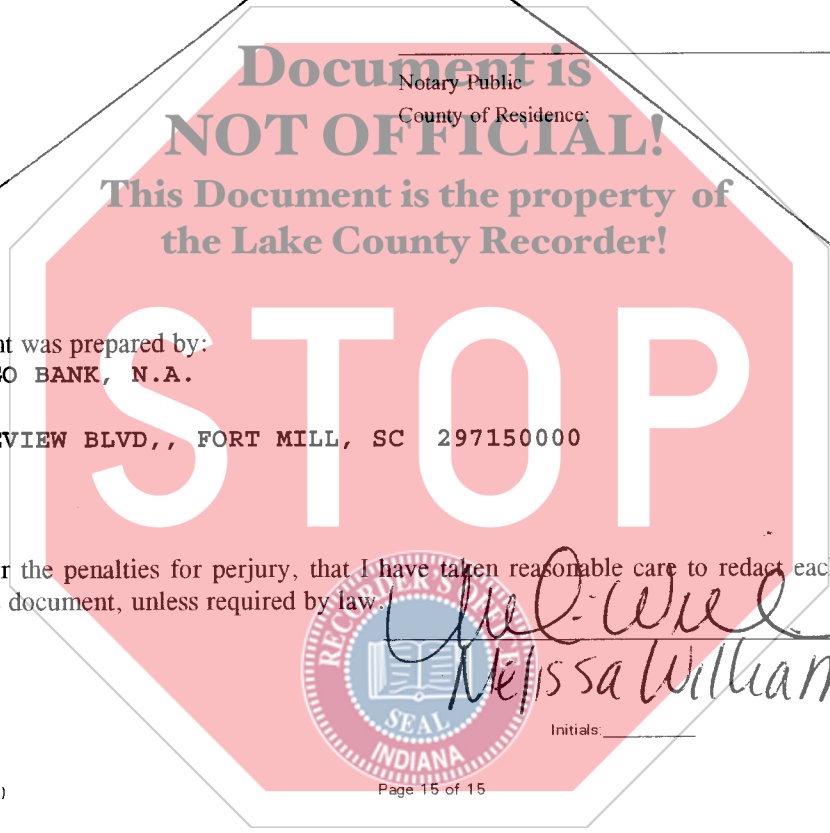 Document is
Notary Public
NOT OFFICIAL!
County of Residence:
This Document is the property of
the Lake County Recorder!
STOP
nt was prepared by:
GO BANK, N.A.
VIEW BLVD,, FORT MILL, SC 297150000
r the penalties for perjury, that I have taken reasonable care to redact eac
document, unless required by law.
RECORDER'S OFFICE
SEAL
INDIANA
Melissa William
Initials:
)
Page 15 of 15